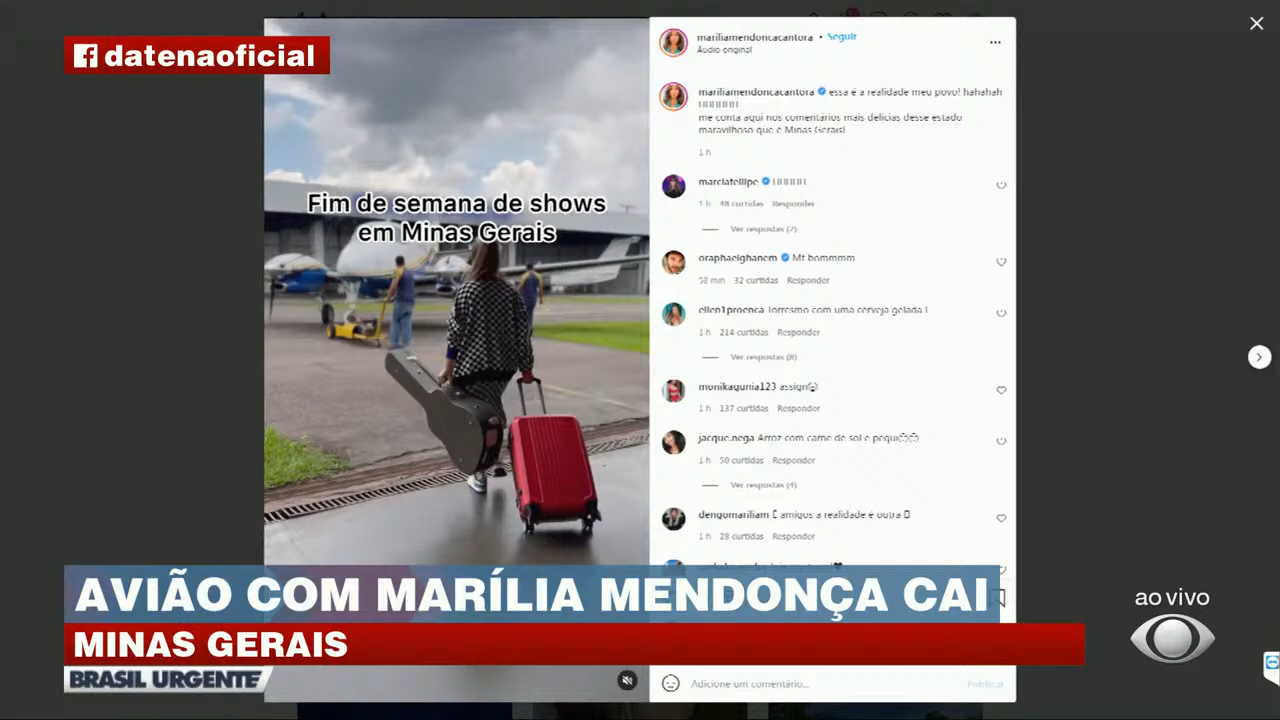 datenaoficial
mariliamendoncacantora • Seguir
Áudio original
mariliamendoncacantora essa é a realidade meu povo! hahahah
me conta aqui nos comentários mais delícias desse estado
maravilhoso que é Minas Gerais!
1 h
marciafellipe
1 h 48 curtidas Responder
Ver respostas (2)
oraphaelghanem Mt bommmm
58 min 32 curtidas Responder
ellen1proenca Torresmo com uma cerveja gelada !
1 h 214 curtidas Responder
Ver respostas (8)
monikagunia123 assign
1 h 137 curtidas Responder
jacque.nega Arroz com carne de sol e pequi
1 h 50 curtidas Responder
Ver respostas (4)
dengomariliam amigos a realidade é outra
1 h 28 curtidas Responder
Fim de semana de shows
em Minas Gerais
AVIÃO COM MARÍLIA MENDONÇA CAI
MINAS GERAIS
BRASIL URGENTE
ao vivo
Adicione um comentário...
Publicar